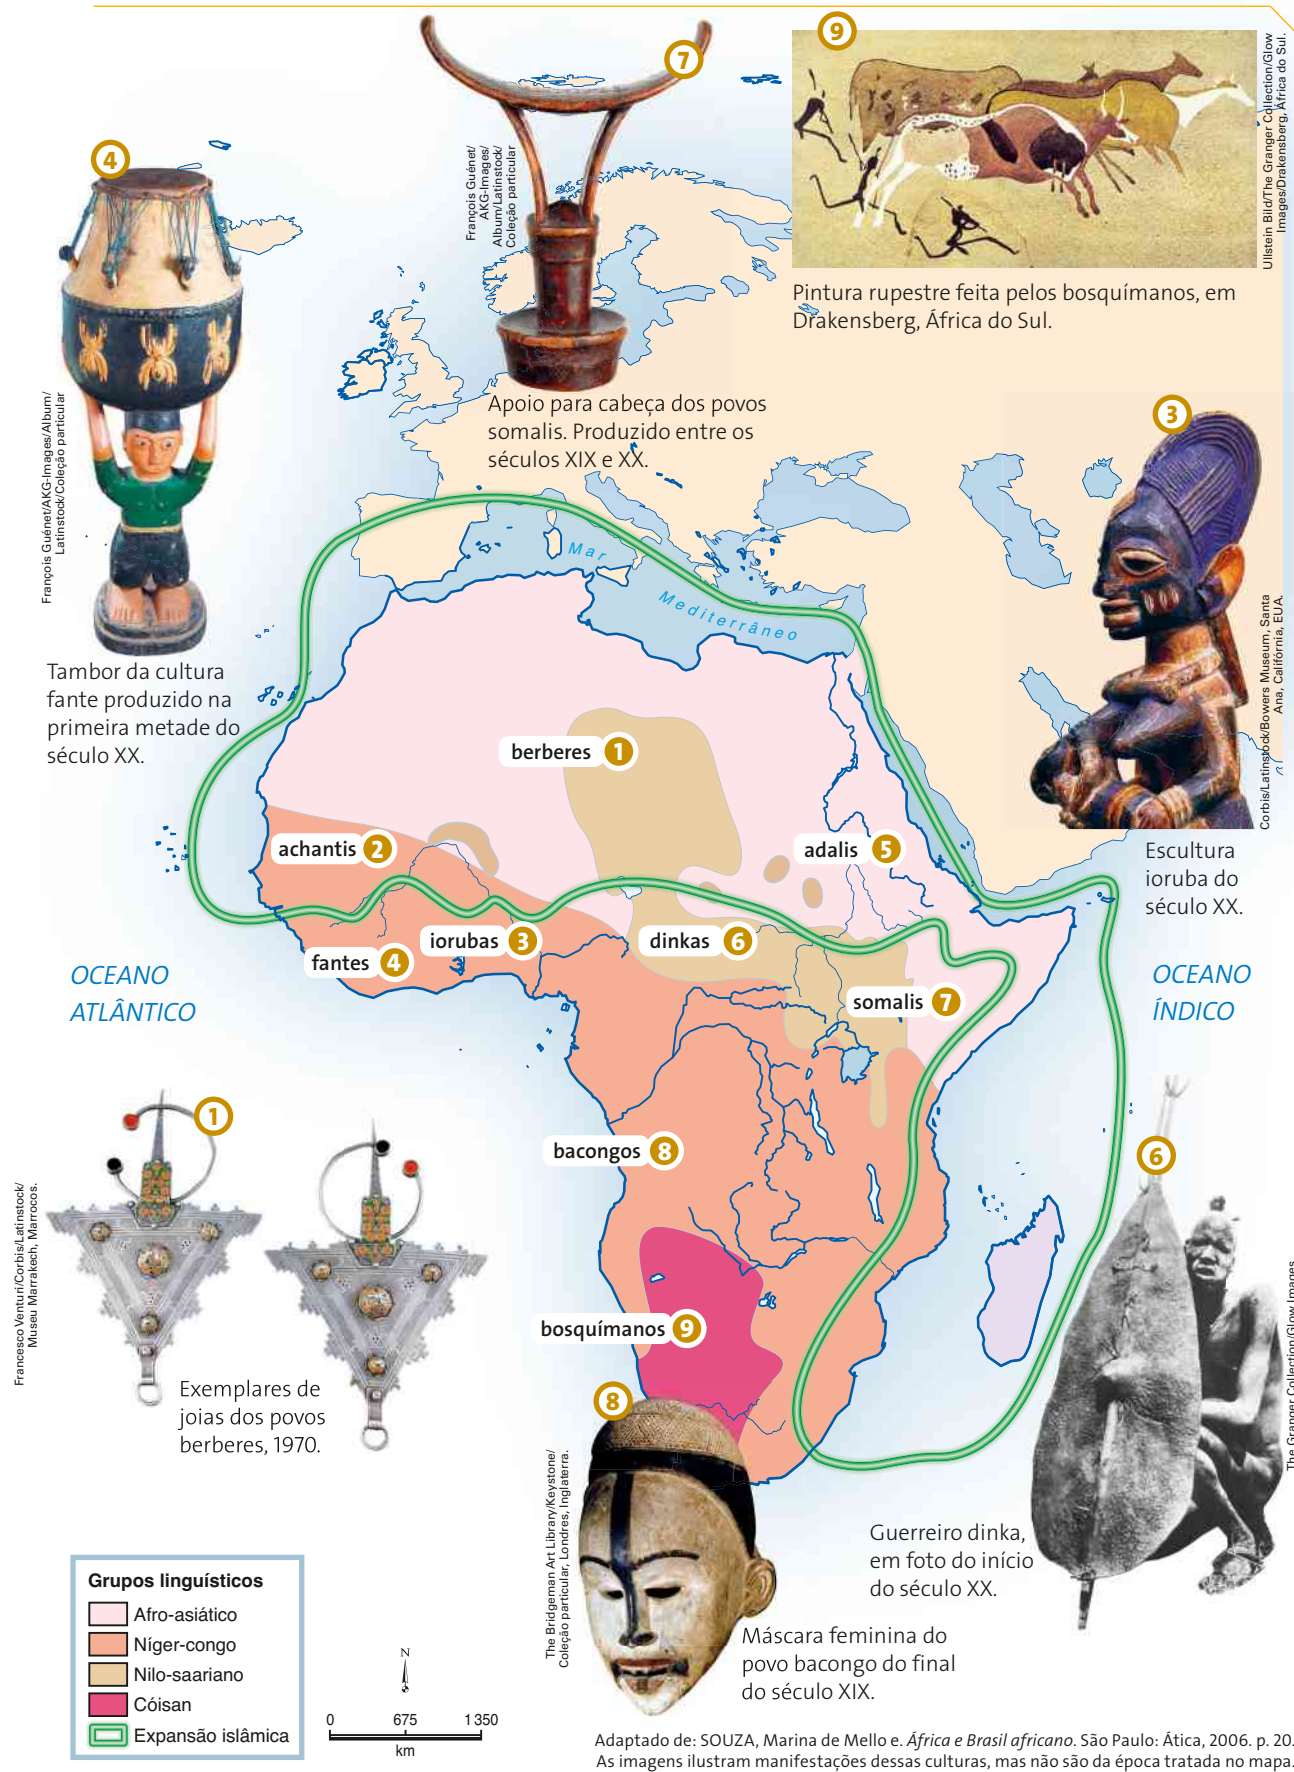 7
9
4
Ullstein Bild/The Granger Collection/Glow
Images/Drakensberg, África do Sul.
François Guénet/
AKG-Images/
Album/Latinstock/
Coleção particular
Pintura rupestre feita pelos bosquímanos, em
Drakensberg, África do Sul.
François Guénet/AKG-Images/Album/
Latinstock/Coleção particular
Apoio para cabeça dos povos
somalis. Produzido entre os
séculos XIX e XX.
3
Corbis/Latinstock/Bowers Museum, Santa
Ana, Califórnia, EUA.
Mar
Mediterrâneo
Tambor da cultura
fante produzido na
primeira metade do
século XX.
berberes 1
achantis 2
adalis 5
Escultura
ioruba do
século XX.
iorubas 3
dinkas 6
fantes 4
somalis 7
OCEANO
ATLÂNTICO
OCEANO
ÍNDICO
1
bacongos 8
6
Francesco Venturi/Corbis/Latinstock/
Museu Marrakech, Marrocos.
bosquímanos 9
The Granger Collection/Glow Images
Exemplares de
joias dos povos
berberes, 1970.
8
The Bridgeman Art Library/Keystone/
Coleção particular, Londres, Inglaterra.
Guerreiro dinka,
em foto do início
do século XX.
Máscara feminina do
povo bacongo do final
do século XIX.
Grupos linguísticos
Afro-asiático
Níger-congo
Nilo-saariano
Cóisan
Expansão islâmica
N
0 675 1 350
km
Adaptado de: SOUZA, Marina de Mello e. África e Brasil africano. São Paulo: Ática, 2006. p. 20.
As imagens ilustram manifestações dessas culturas, mas não são da época tratada no mapa.